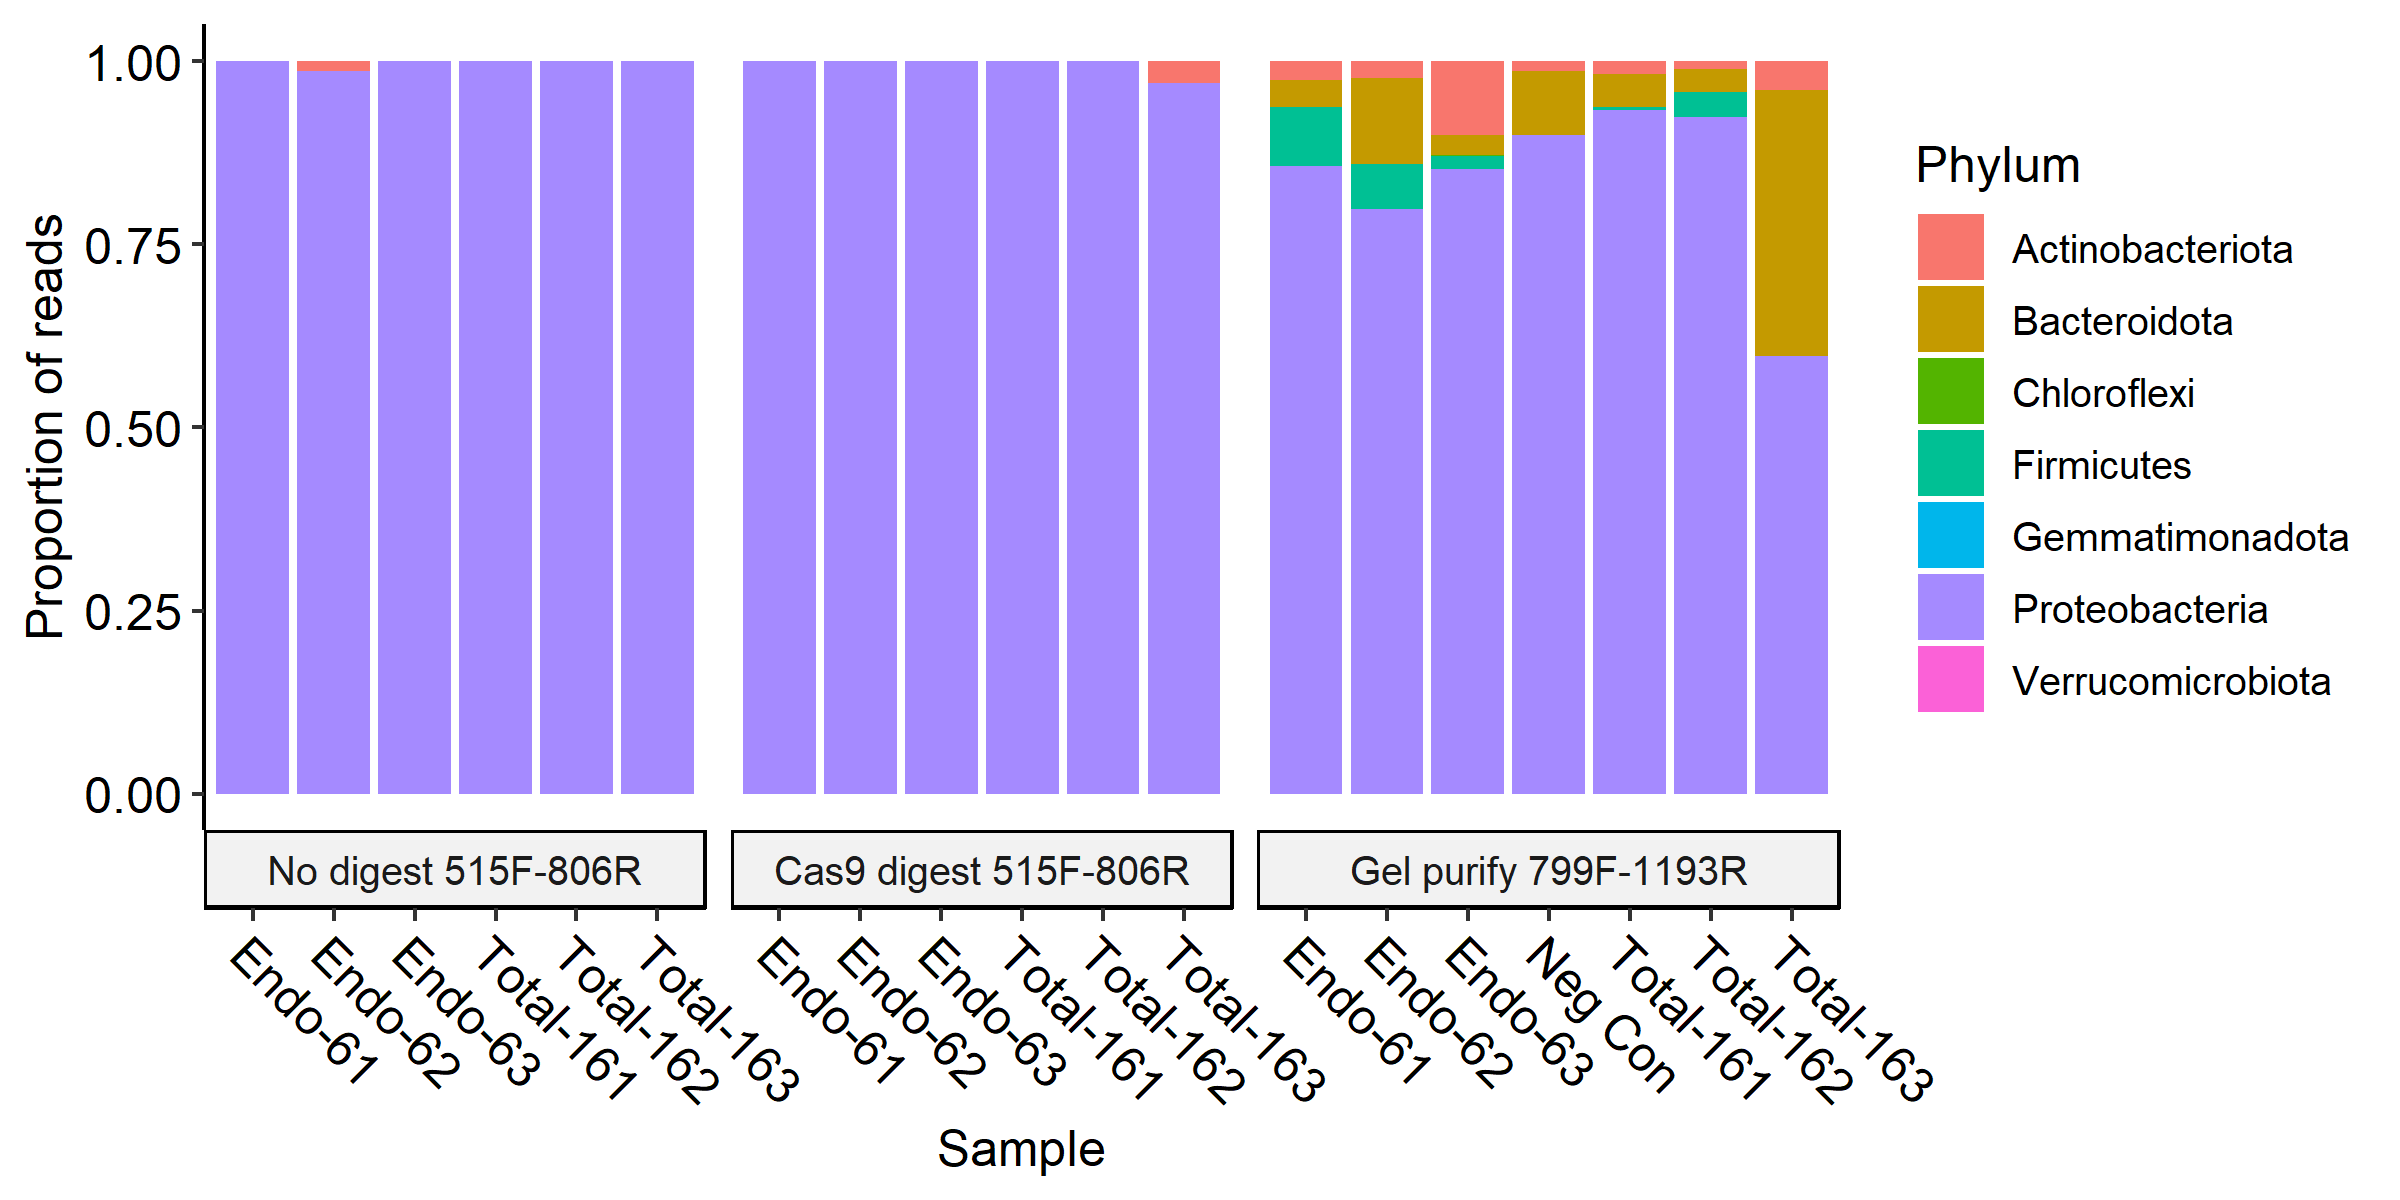 Proportion of reads
1.00
0.75
0.50
0.25
0.00
No digest 515F-806R
Cas9 digest 515F-806R
Gel purify 799F-1193R
Endo-61
Endo-62
Endo-63
Total-161
Total-162
Total-163
Endo-61
Endo-62
Endo-63
Total-161
Total-162
Total-163
Endo-61
Endo-62
Endo-63
Neg Con
Total-161
Total-162
Total-163
Sample
Phylum
Actinobacteriota
Bacteroidota
Chloroflexi
Firmicutes
Gemmatimonadota
Proteobacteria
Verrucomicrobiota